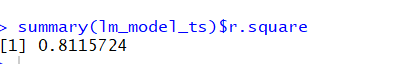 > summary(lm_model_ts)$r.square
[1] 0.8115724
>